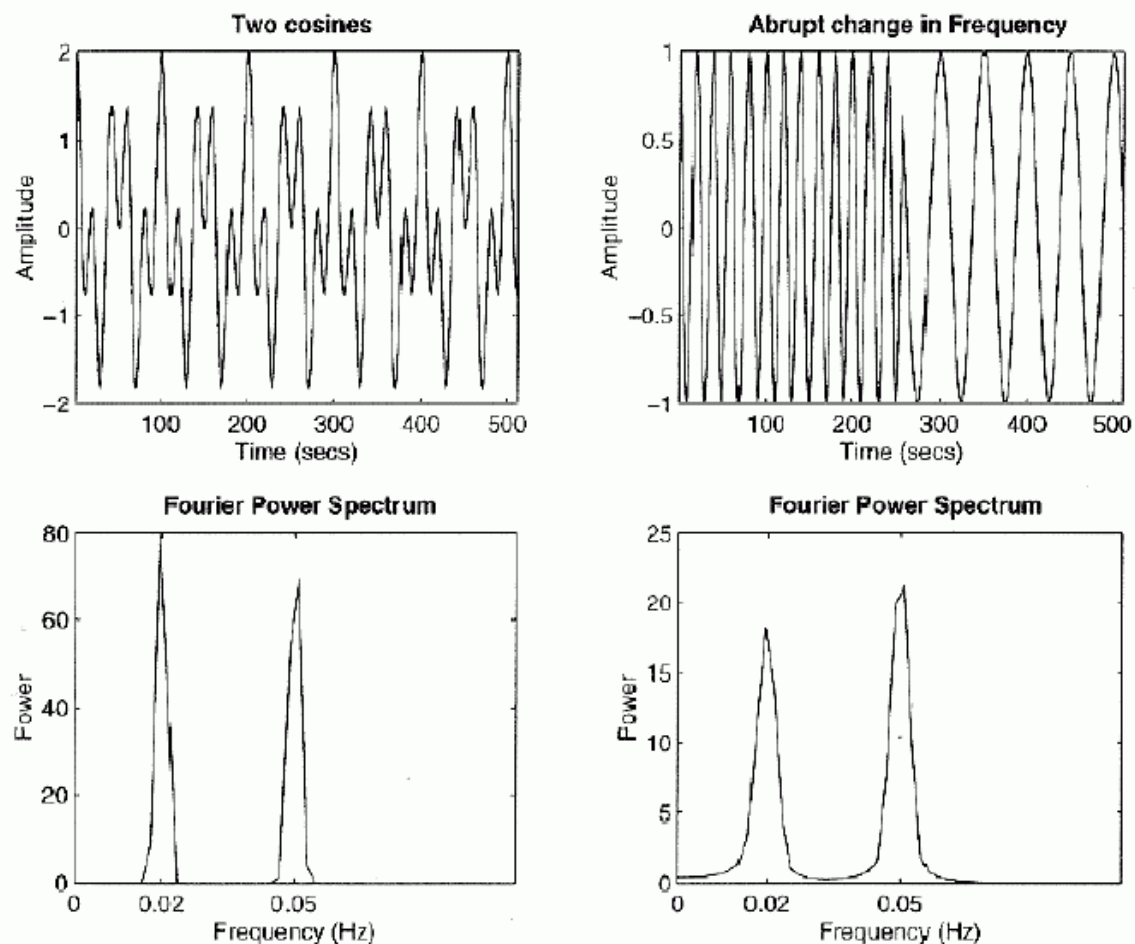 Two cosines
2
1
0
−1
−2
Amplitude
100 200 300 400 500
Time (secs)
Abrupt change in Frequency
1
0.5
0
−0.5
−1
Amplitude
100 200 300 400 500
Time (secs)
Fourier Power Spectrum
80
60
40
20
0
Power
0 0.02 0.05
Frequency (Hz)
Fourier Power Spectrum
25
20
15
10
5
0
Power
0 0.02 0.05
Frequency (Hz)